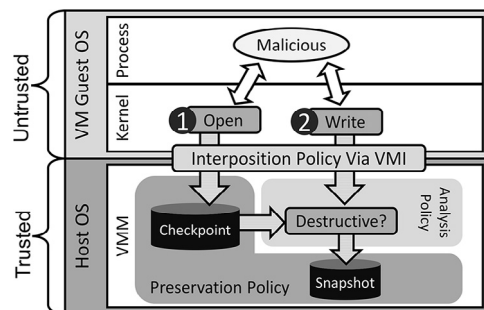 Untrusted
VM Guest OS
Process
Malicious
Kernel
1 Open
2 Write
Interposition Policy Via VMI
Trusted
Host OS
VMM
Checkpoint
Destructive?
Analysis
Policy
Preservation Policy
Snapshot